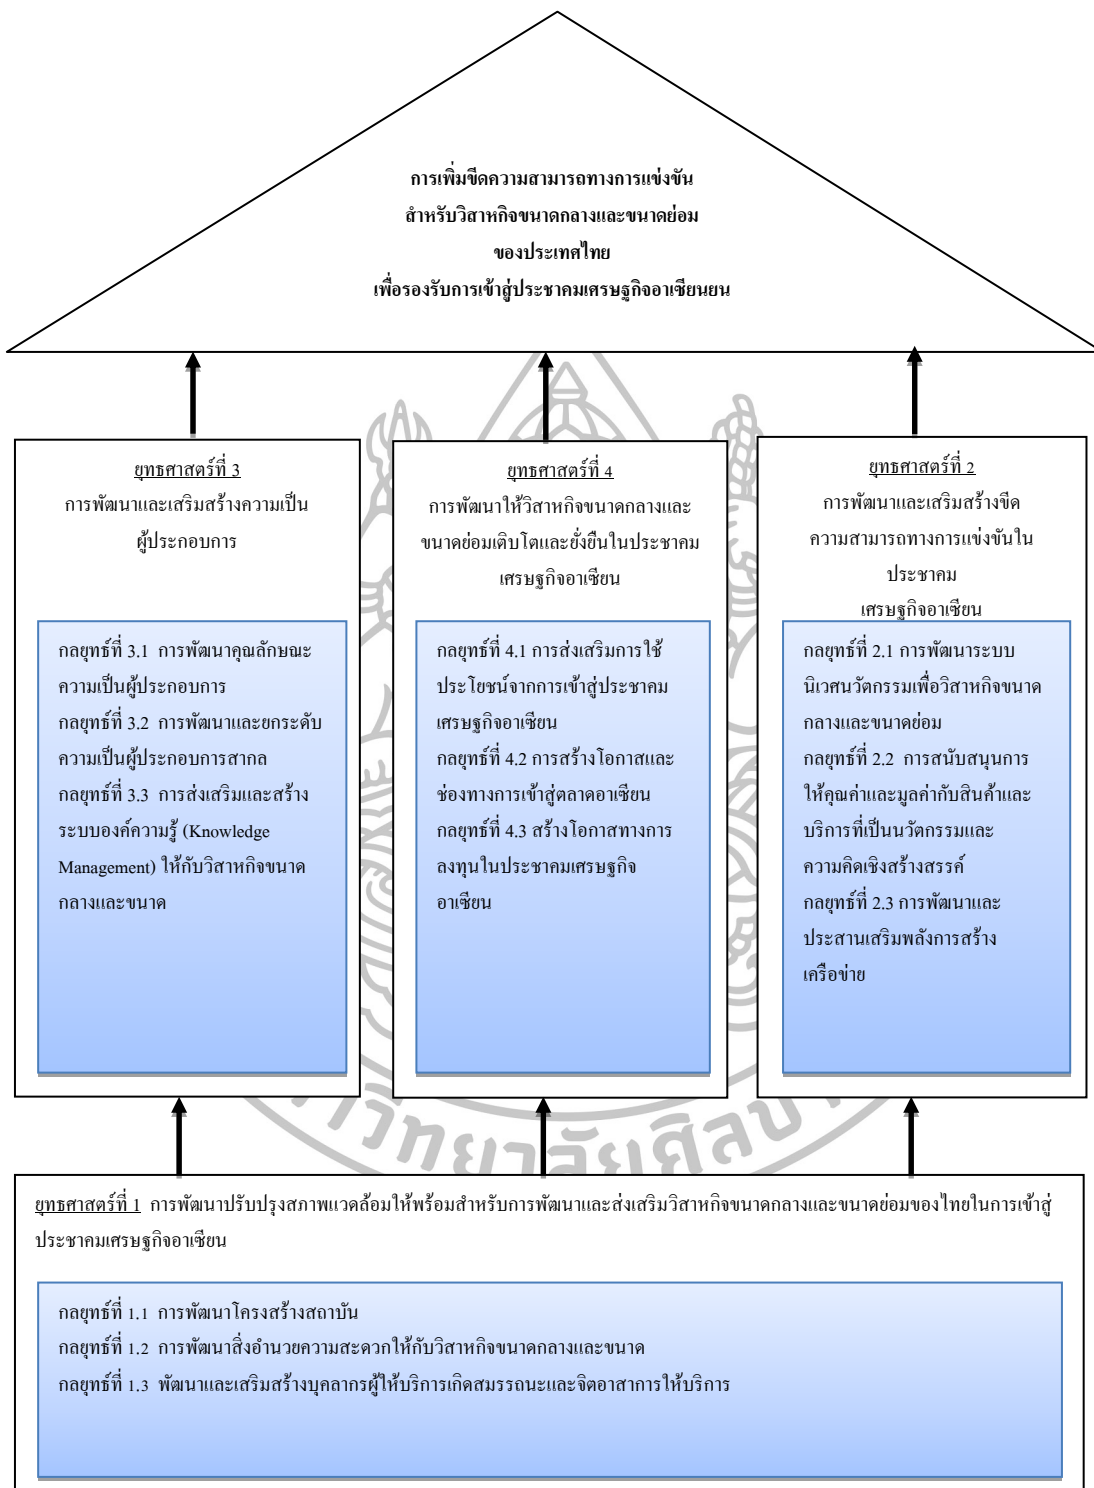 การเพิ่มขีดความสามารถทางการแข่งขัน
สำหรับวิสาหกิจขนาดกลางและขนาดย่อม
ของประเทศไทย
เพื่อรองรับการเข้าสู่ประชาคมเศรษฐกิจอาเซียนยน
ยุทธศาสตร์ที่ 3
การพัฒนาและเสริมสร้างความเป็น
ผู้ประกอบการ
กลยุทธ์ที่ 3.1 การพัฒนาคุณลักษณะ
ความเป็นผู้ประกอบการ
กลยุทธ์ที่ 3.2 การพัฒนาและยกระดับ
ความเป็นผู้ประกอบการสากล
กลยุทธ์ที่ 3.3 การส่งเสริมและสร้าง
ระบบองค์ความรู้ (Knowledge
Management) ให้กับวิสาหกิจขนาด
กลางและขนาด
ยุทธศาสตร์ที่ 4
การพัฒนาให้วิสาหกิจขนาดกลางและ
ขนาดย่อมเติบโตและยั่งยืนในประชาคม
เศรษฐกิจอาเซียน
กลยุทธ์ที่ 4.1 การส่งเสริมการใช้
ประโยชน์จากการเข้าสู่ประชาคม
เศรษฐกิจอาเซียน
กลยุทธ์ที่ 4.2 การสร้างโอกาสและ
ช่องทางการเข้าสู่ตลาดอาเซียน
กลยุทธ์ที่ 4.3 สร้างโอกาสทางการ
ลงทุนในประชาคมเศรษฐกิจ
อาเซียน
ยุทธศาสตร์ที่ 2
การพัฒนาและเสริมสร้างขีด
ความสามารถทางการแข่งขันใน
ประชาคม
เศรษฐกิจอาเซียน
กลยุทธ์ที่ 2.1 การพัฒนาระบบ
นิเวศนวัตกรรมเพื่อวิสาหกิจขนาด
กลางและขนาดย่อม
กลยุทธ์ที่ 2.2 การสนับสนุนการ
ให้คุณค่าและมูลค่ากับสินค้าและ
บริการที่เป็นนวัตกรรมและ
ความคิดเชิงสร้างสรรค์
กลยุทธ์ที่ 2.3 การพัฒนาและ
ประสานเสริมพลังการสร้าง
เครือข่าย
ยุทธศาสตร์ที่ 1 การพัฒนาปรับปรุงสภาพแวดล้อมให้พร้อมสำหรับการพัฒนาและส่งเสริมวิสาหกิจขนาดกลางและขนาดย่อมของไทยในการเข้าสู่
ประชาคมเศรษฐกิจอาเซียน
กลยุทธ์ที่ 1.1 การพัฒนาโครงสร้างสถาบัน
กลยุทธ์ที่ 1.2 การพัฒนาสิ่งอำนวยความสะดวกให้กับวิสาหกิจขนาดกลางและขนาด
กลยุทธ์ที่ 1.3 พัฒนาและเสริมสร้างบุคลากรผู้ให้บริการเกิดสมรรถนะและจิตอาสาการให้บริการ